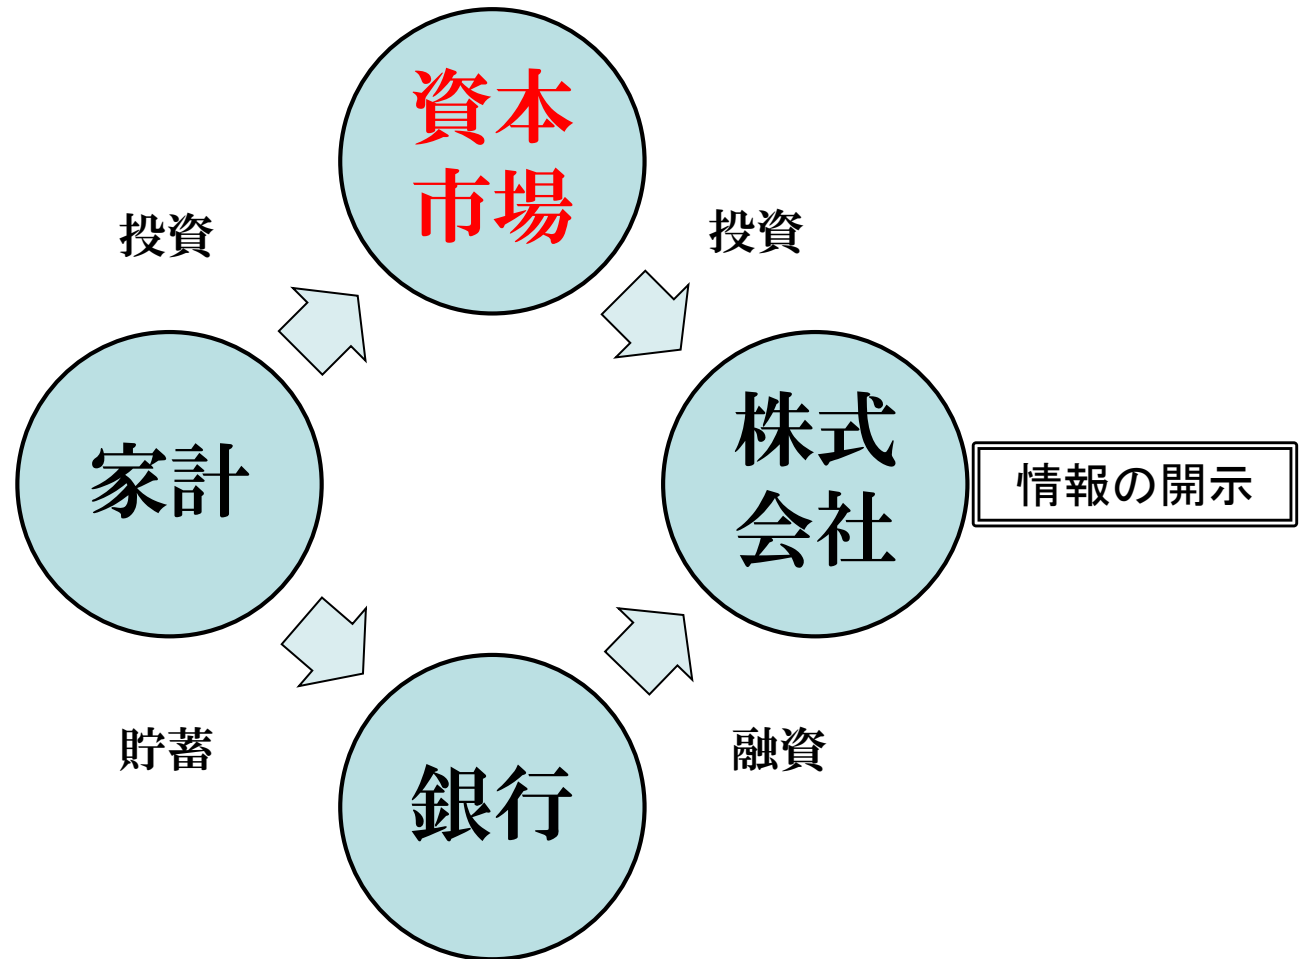 資本
市場
投資
投資
家計
株式
会社
情報の開示
貯蓄
融資
銀行